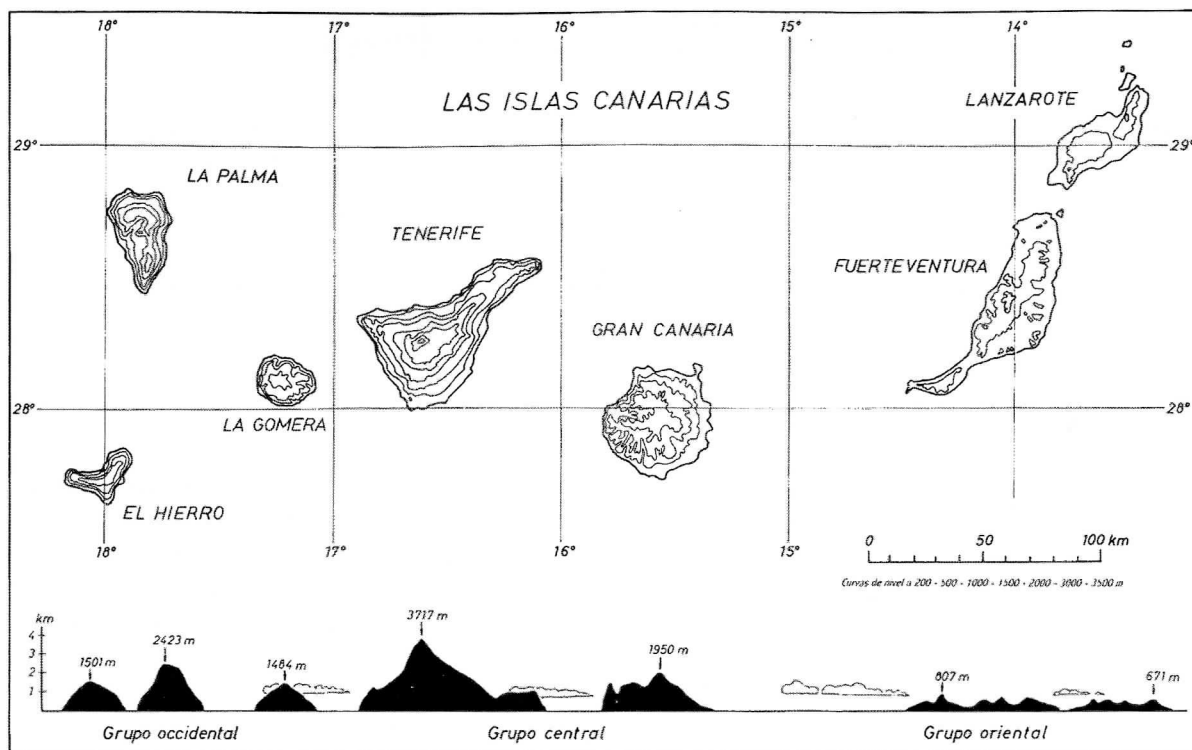 18° 17° 16° 15° 14°
LAS ISLAS CANARIAS
LANZAROTE
29° 29°
LA PALMA
TENERIFE
FUERTEVENTURA
GRAN CANARIA
28° 28°
LA GOMERA
EL HIERRO
18° 17° 16° 15°
0 50 100 km
Curvas de nivel a 200 - 500 - 1000 - 1500 - 2000 - 3000 - 3500 m
km
4
3
2
1
1501 m
2423 m
1484 m
3717 m
1950 m
807 m
671 m
Grupo occidental
Grupo central
Grupo oriental